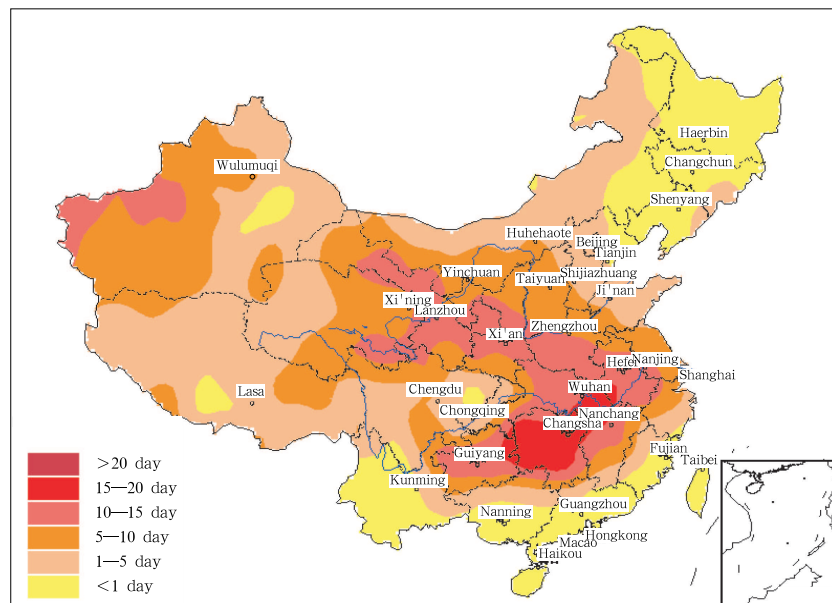 Haerbin
Wulumuqi
Changchun
Shenyang
Huhehaote
Beijing
Tianjin
Yinchuan
Taiyuan
Shijiazhuang
Ji'nan
Xi'ning
Lanzhou
Zhengzhou
Xi'an
Hefei
Nanjing
Shanghai
Lasa
Chengdu
Wuhan
Chongqing
Nanchang
Changsha
Guiyang
Fujian
Taibei
Kunming
Nanning
Guangzhou
Hongkong
Macao
Haikou
>20 day
15—20 day
10—15 day
5—10 day
1—5 day
<1 day